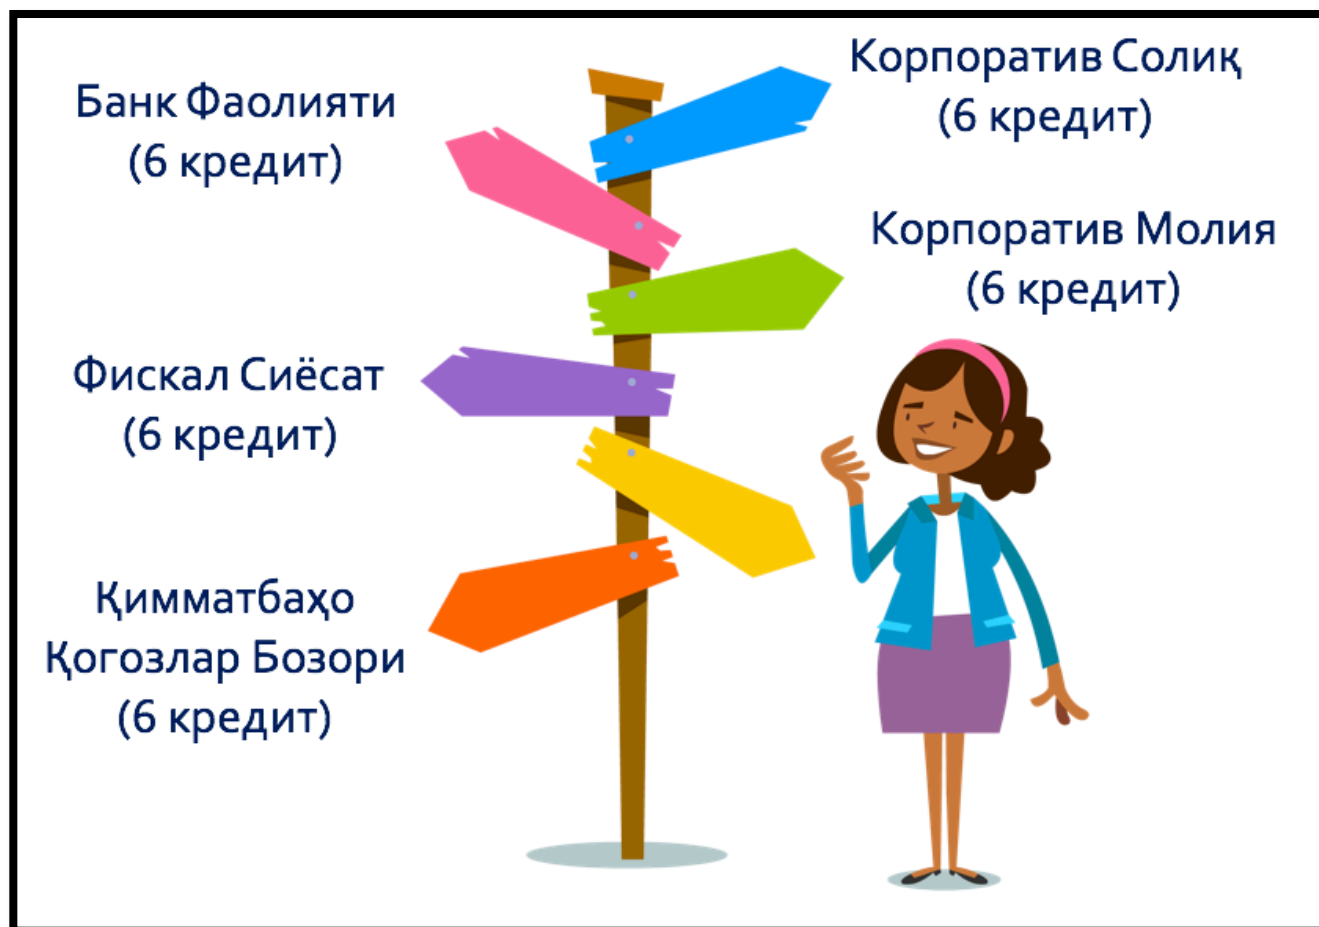 Банк Фаолияти
(6 кредит)
Корпоратив Солиқ
(6 кредит)
Корпоратив Молия
(6 кредит)
Фискал Сиёсат
(6 кредит)
Қимматбаҳо
Қогозлар Бозори
(6 кредит)